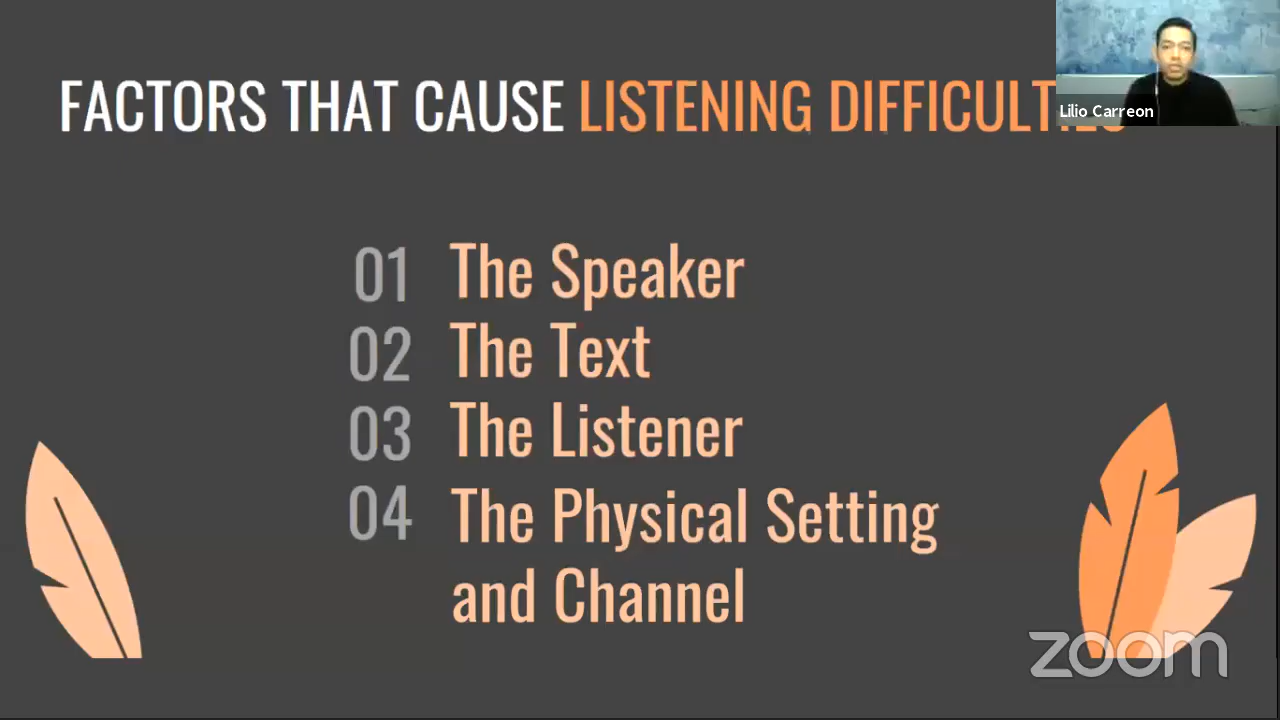 FACTORS THAT CAUSE LISTENING DIFFICULTIES
Lilio Carreon
01 The Speaker
02 The Text
03 The Listener
04 The Physical Setting
and Channel
zoom